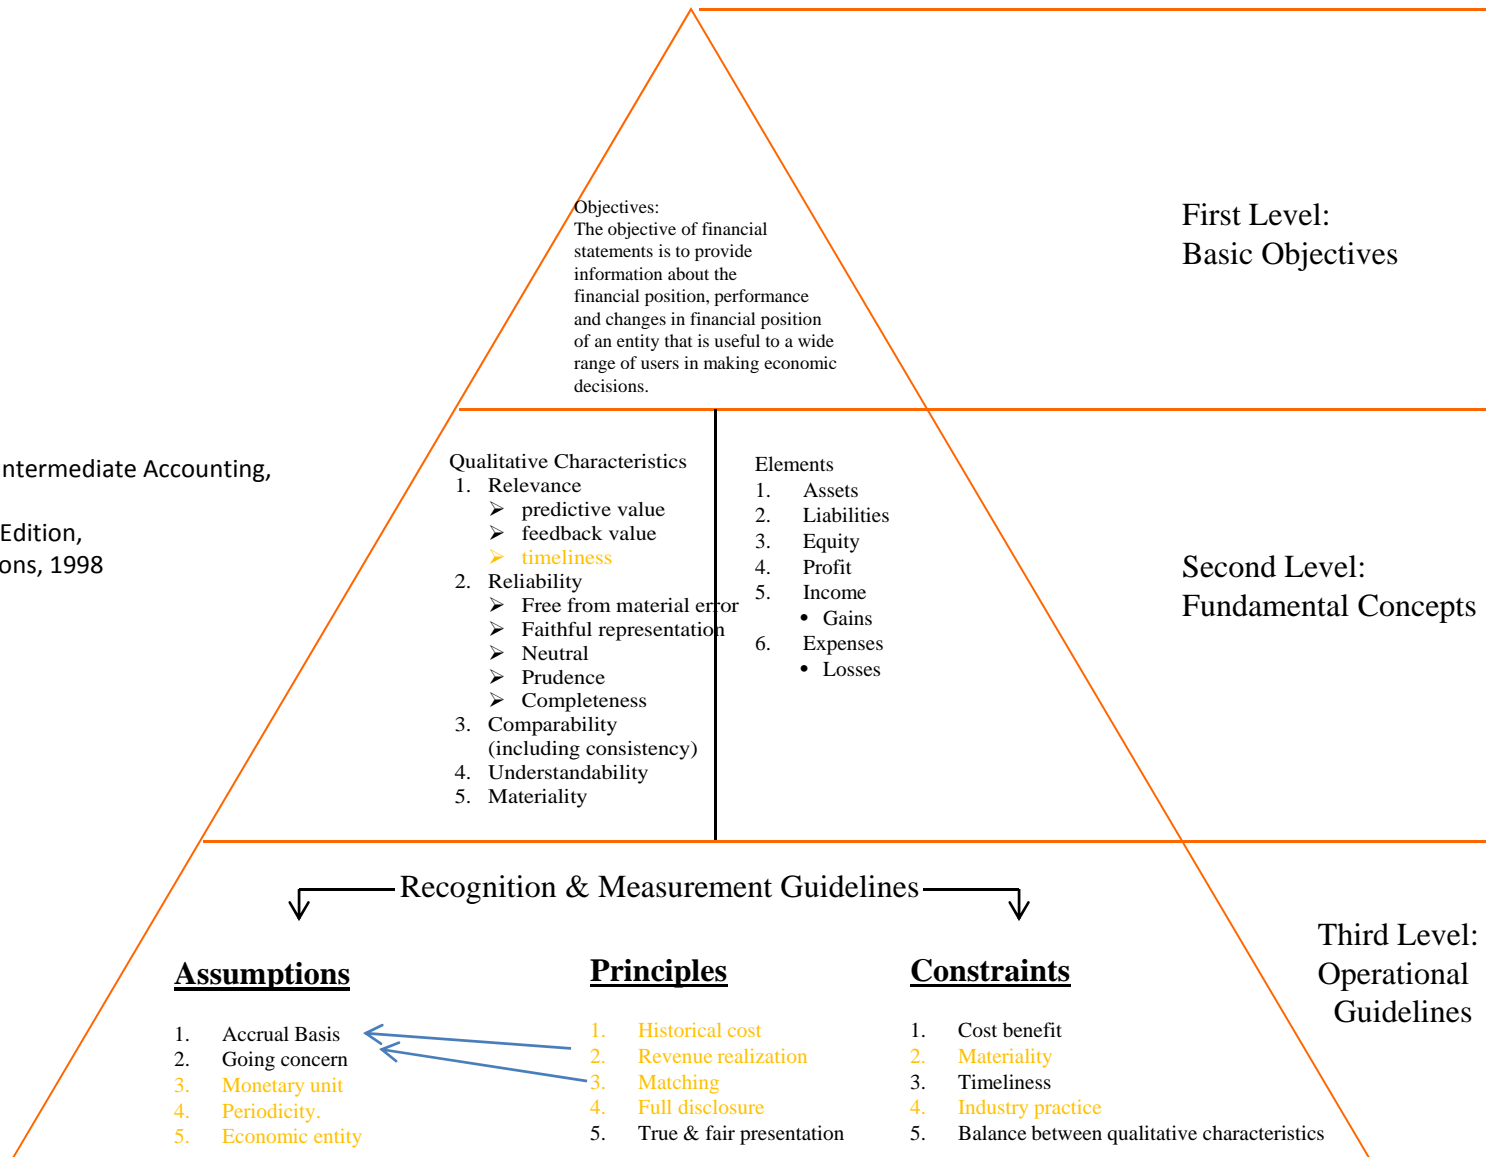 Objectives:
The objective of financial
statements is to provide
information about the
financial position, performance
and changes in financial position
of an entity that is useful to a wide
range of users in making economic
decisions.
First Level:
Basic Objectives
ntermediate Accounting,
Edition,
ons, 1998
Qualitative Characteristics
1. Relevance
➢ predictive value
➢ feedback value
➢ timeliness
2. Reliability
➢ Free from material error
➢ Faithful representation
➢ Neutral
➢ Prudence
➢ Completeness
3. Comparability
(including consistency)
4. Understandability
5. Materiality
Elements
1. Assets
2. Liabilities
3. Equity
4. Profit
5. Income
• Gains
6. Expenses
• Losses
Second Level:
Fundamental Concepts
Recognition & Measurement Guidelines
Assumptions
1. Accrual Basis
2. Going concern
3. Monetary unit
4. Periodicity.
5. Economic entity
Principles
1. Historical cost
2. Revenue realization
3. Matching
4. Full disclosure
5. True & fair presentation
Constraints
1. Cost benefit
2. Materiality
3. Timeliness
4. Industry practice
5. Balance between qualitative characteristics
Third Level:
Operational
Guidelines